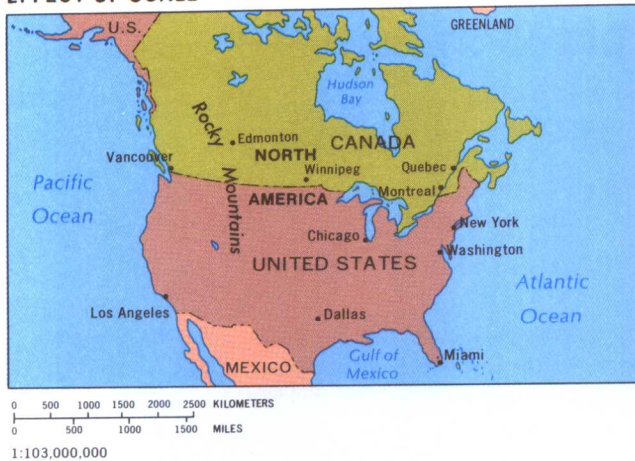 U.S.
GREENLAND
Hudson
Bay
Rocky
Mountains
Edmonton
CANADA
NORTH
AMERICA
Vancouver
Winnipeg
Quebec
Montreal
Pacific
Ocean
Chicago
New York
Washington
UNITED STATES
Atlantic
Ocean
Los Angeles
Dallas
MEXICO
Gulf of
Mexico
Miami
0 500 1000 1500 2000 2500 KILOMETERS
0 500 1000 1500 MILES
1:103,000,000